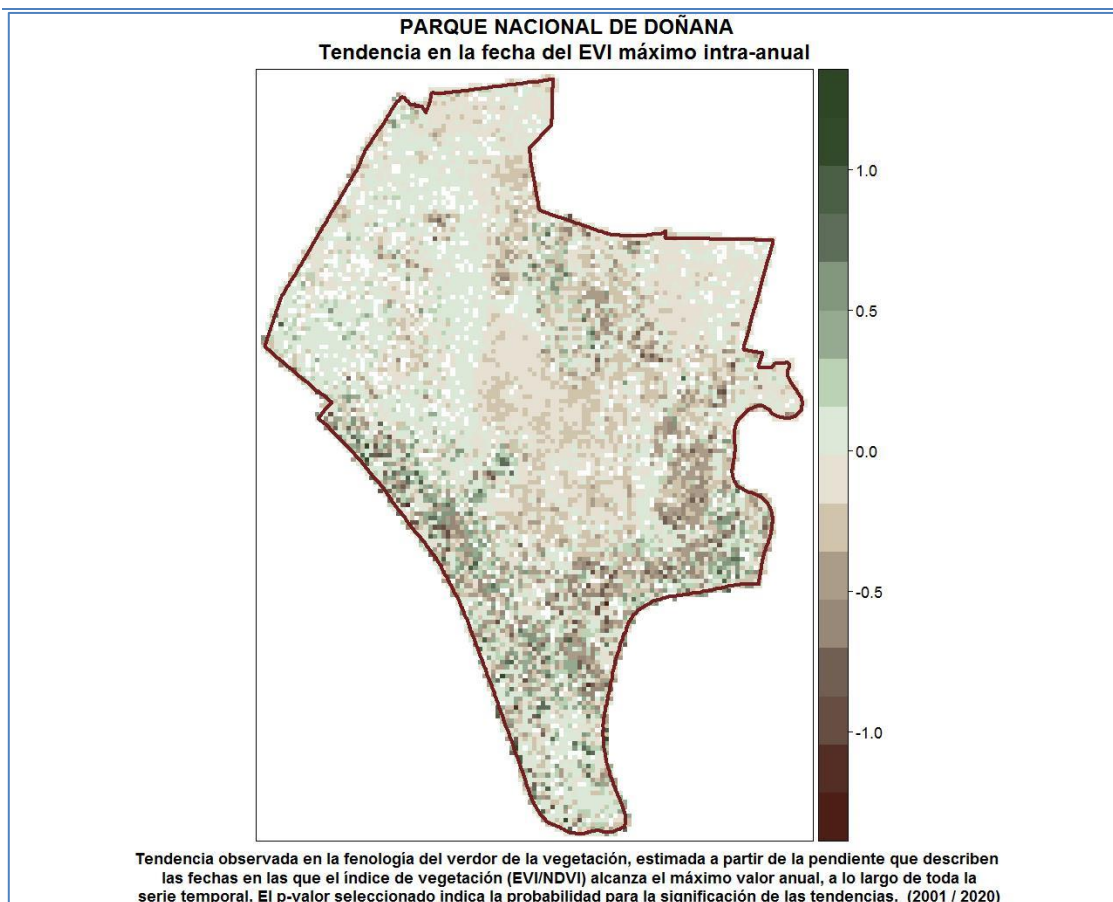 PARQUE NACIONAL DE DOÑANA
Tendencia en la fecha del EVI máximo intra-anual
1.0
0.5
0.0
-0.5
-1.0
Tendencia observada en la fenología del verdor de la vegetación, estimada a partir de la pendiente que describen
las fechas en las que el índice de vegetación (EVI/NDVI) alcanza el máximo valor anual, a lo largo de toda la
serie temporal. El p-valor seleccionado indica la probabilidad para la significación de las tendencias. (2001 / 2020)